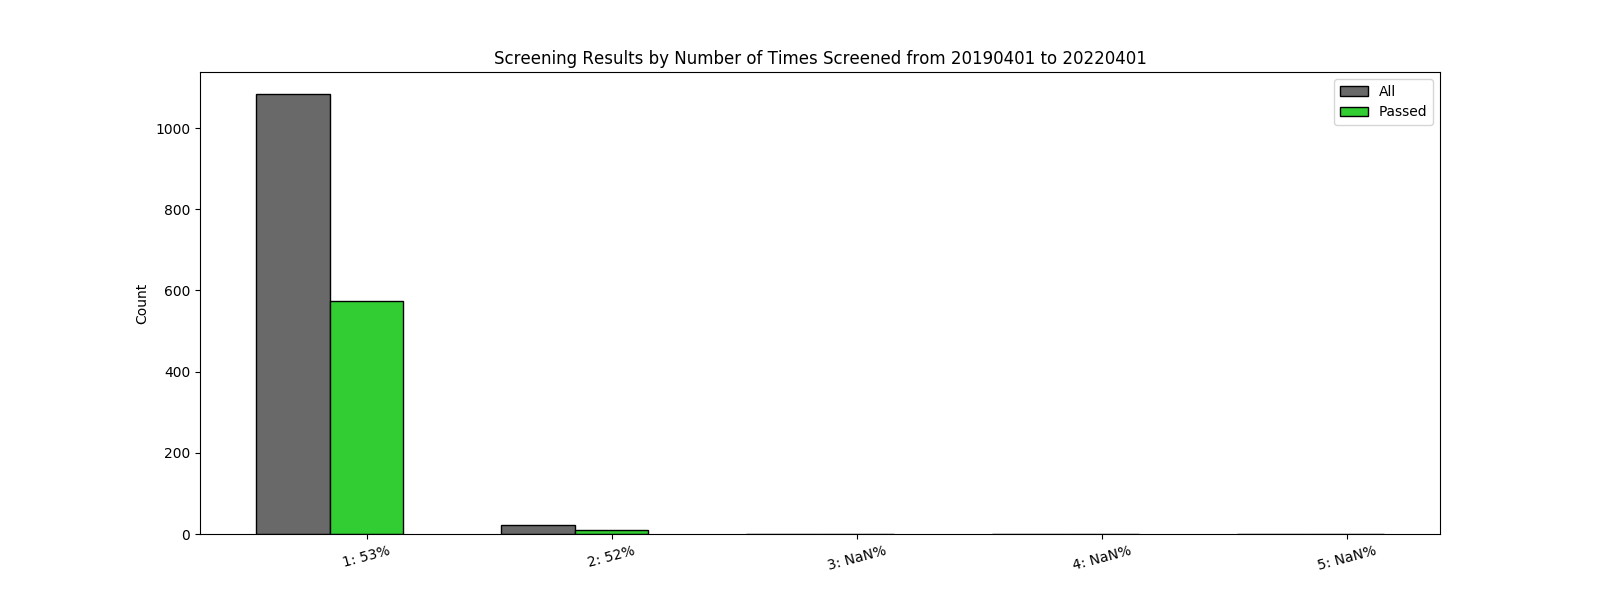 Screening Results by Number of Times Screened from 20190401 to 20220401
All
Passed
1000
800
600
400
200
0
Count
1: 53%
2: 52%
3: NaN%
4: NaN%
5: NaN%